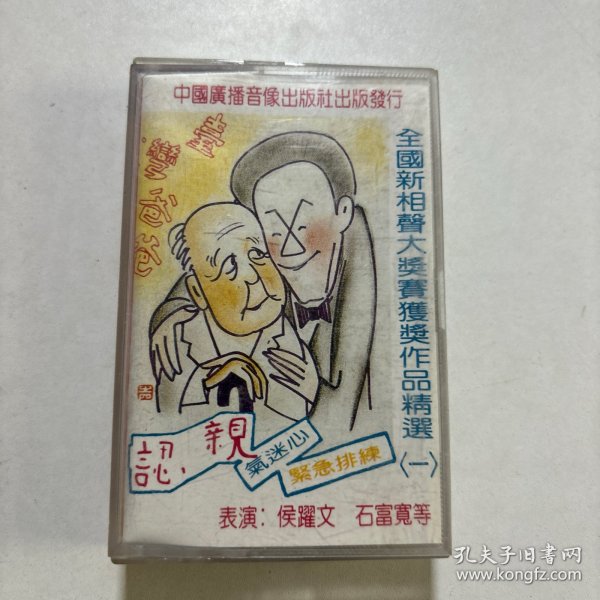 中國廣播音像出版社出版發行
全國新相聲大獎賽獲獎作品精選
〈一〉
認親
氣迷心
緊急排練
表演：侯躍文 石富寬等
孔夫子旧书网
www.kongfz.com